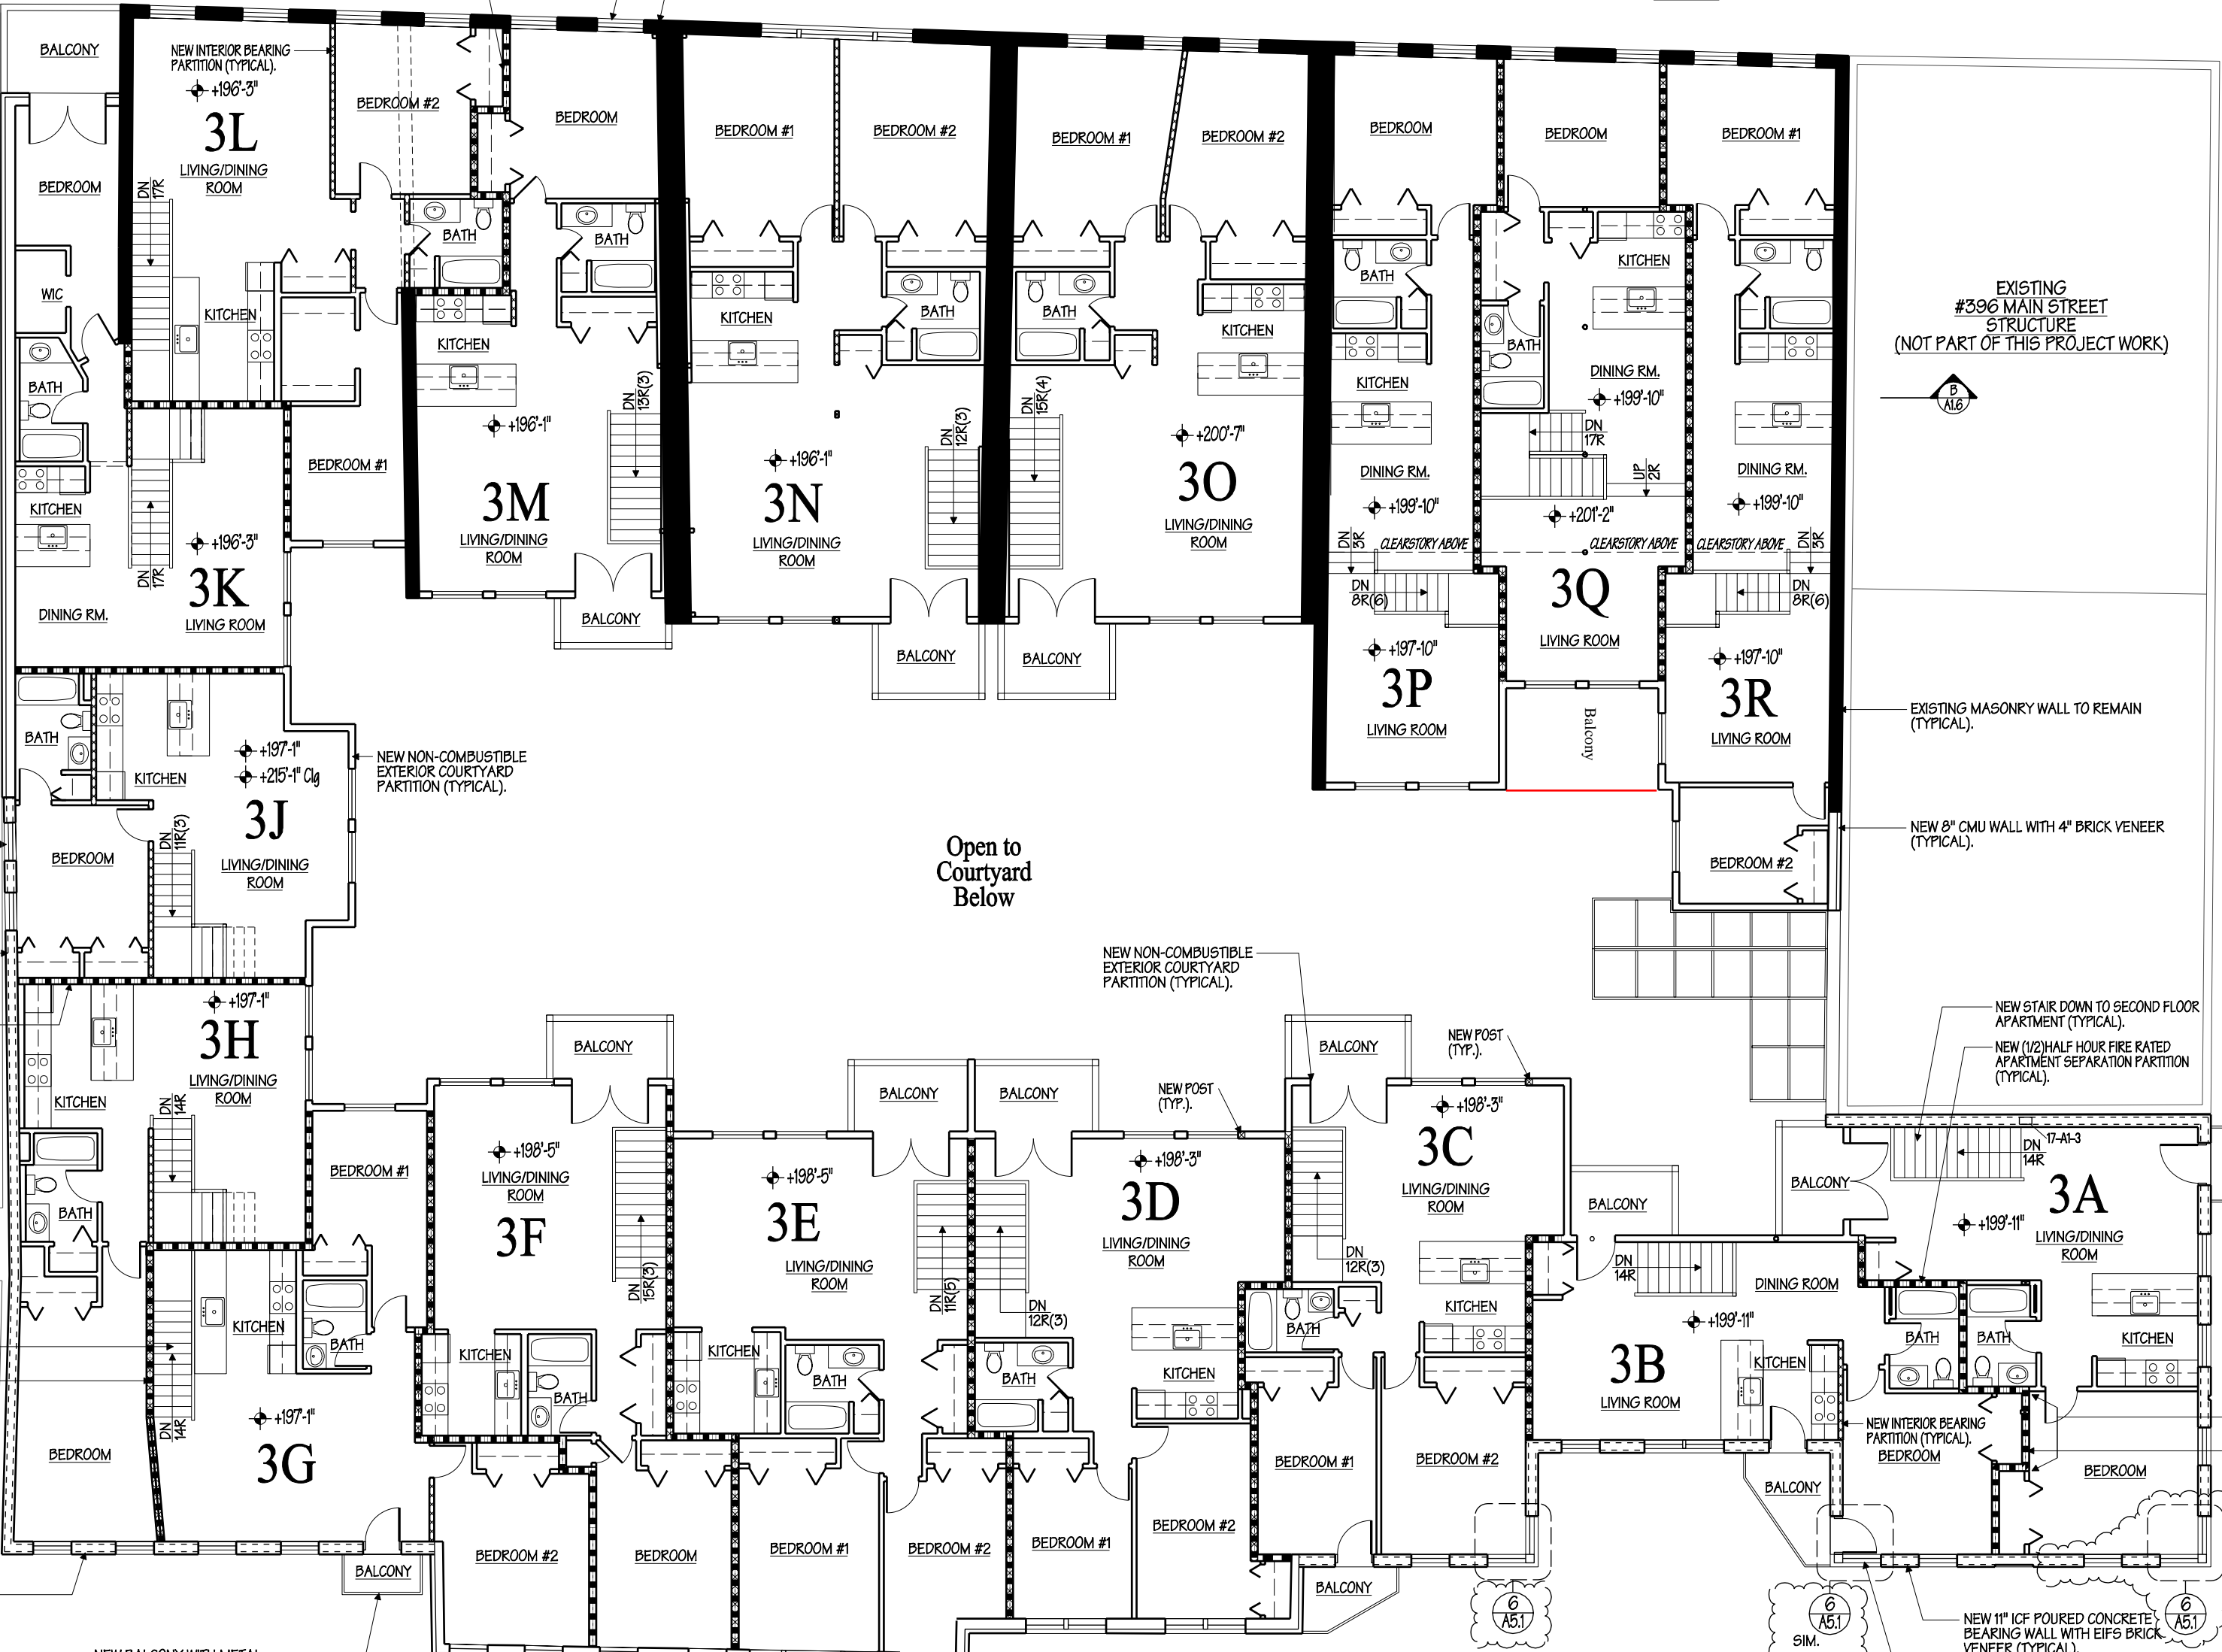 BALCONY
NEW INTERIOR BEARING
PARTITION (TYPICAL).
+196'-3"
3L
LIVING/DINING
ROOM
DN
17R
BEDROOM
WIC
BATH
KITCHEN
DINING RM.
KITCHEN
BEDROOM #2
BATH
BEDROOM #1
+196'-3"
3K
LIVING ROOM
DN
17R
BEDROOM
BATH
KITCHEN
+196'-1"
3M
LIVING/DINING
ROOM
DN
13R(3)
BALCONY
BEDROOM #1
BEDROOM #2
KITCHEN
BATH
+196'-1"
3N
LIVING/DINING
ROOM
DN
12R(3)
BALCONY
BEDROOM #1
BEDROOM #2
BATH
KITCHEN
DN
15R(4)
+200'-7"
3O
LIVING/DINING
ROOM
BALCONY
BEDROOM
BATH
KITCHEN
DINING RM.
+199'-10"
DN
3R
CLEARSTORY ABOVE
DN
8R(6)
+197'-10"
3P
LIVING ROOM
BEDROOM
KITCHEN
BATH
DINING RM.
+199'-10"
DN
17R
UP
2R
+201'-2"
CLEARSTORY ABOVE
3Q
LIVING ROOM
Balcony
BEDROOM #1
BATH
KITCHEN
DINING RM.
+199'-10"
CLEARSTORY ABOVE
DN
3R
DN
8R(6)
+197'-10"
3R
LIVING ROOM
BEDROOM #2
EXISTING
#396 MAIN STREET
STRUCTURE
(NOT PART OF THIS PROJECT WORK)
B
A1.6
EXISTING MASONRY WALL TO REMAIN
(TYPICAL).
NEW 8" CMU WALL WITH 4" BRICK VENEER
(TYPICAL).
BATH
KITCHEN
+197'-1"
+215'-1" Clg
3J
LIVING/DINING
ROOM
DN
11R(3)
BEDROOM
NEW NON-COMBUSTIBLE
EXTERIOR COURTYARD
PARTITION (TYPICAL).
Open to
Courtyard
Below
NEW NON-COMBUSTIBLE
EXTERIOR COURTYARD
PARTITION (TYPICAL).
NEW STAIR DOWN TO SECOND FLOOR
APARTMENT (TYPICAL).
NEW (1/2)HALF HOUR FIRE RATED
APARTMENT SEPARATION PARTITION
(TYPICAL).
+197'-1"
3H
LIVING/DINING
ROOM
KITCHEN
DN
14R
BATH
BEDROOM
BEDROOM #1
KITCHEN
BATH
DN
14R
+197'-1"
3G
BALCONY
BALCONY
+198'-5"
LIVING/DINING
ROOM
3F
DN
15R(3)
KITCHEN
BATH
BEDROOM #2
BEDROOM
BALCONY
+198'-5"
3E
LIVING/DINING
ROOM
DN
11R(5)
KITCHEN
BATH
BEDROOM #1
BEDROOM #2
BALCONY
NEW POST
(TYP.).
+198'-3"
3D
LIVING/DINING
ROOM
DN
12R(3)
BATH
KITCHEN
BEDROOM #1
BEDROOM #2
BALCONY
NEW POST
(TYP.).
+198'-3"
3C
LIVING/DINING
ROOM
DN
12R(3)
BATH
KITCHEN
BEDROOM #1
BEDROOM #2
BALCONY
BALCONY
DN
14R
DINING ROOM
+199'-11"
3B
LIVING ROOM
KITCHEN
BALCONY
BALCONY
17-A1-3
DN
14R
3A
+199'-11"
LIVING/DINING
ROOM
KITCHEN
BATH
BATH
NEW INTERIOR BEARING
PARTITION (TYPICAL).
BEDROOM
BEDROOM
6
A5.1
6
A5.1
SIM.
6
A5.1
NEW 11" ICF POURED CONCRETE
BEARING WALL WITH EIFS BRICK
VENEER (TYPICAL).
NEW BALCONY WITH METAL